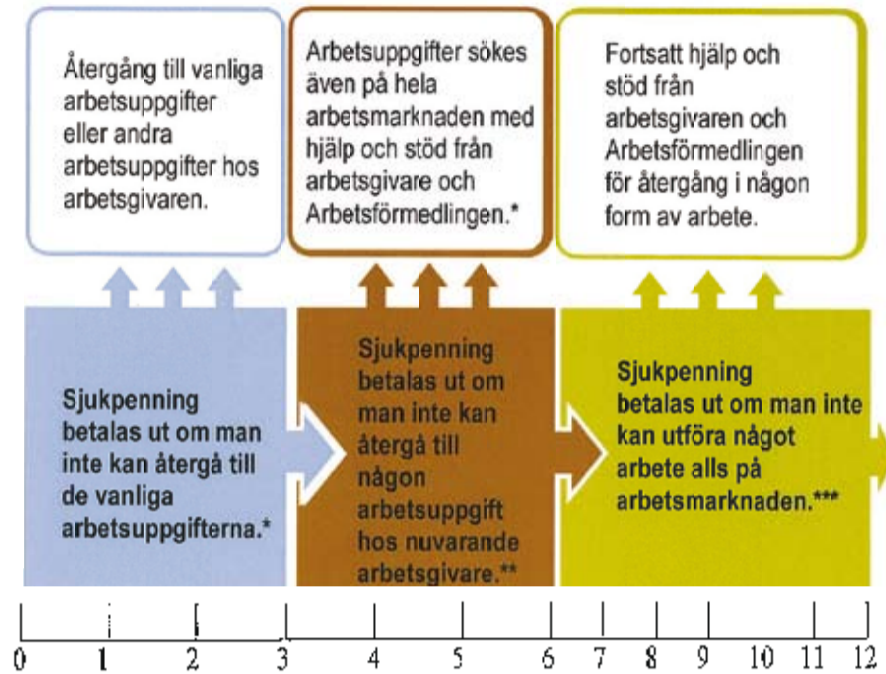 Återgång till vanliga
arbetsuppgifter
eller andra
arbetsuppgifter hos
arbetsgivaren.
Arbetsuppgifter sökes
även på hela
arbetsmarknaden med
hjälp och stöd från
arbetsgivare och
Arbetsförmedlingen.*
Fortsatt hjälp och
stöd från
arbetsgivaren och
Arbetsförmedlingen
för återgång i någon
form av arbete.
Sjukpenning
betalas ut om man
inte kan återgå till
de vanliga
arbetsuppgifterna.*
Sjukpenning
betalas ut om
man inte kan
återgå till
någon
arbetsuppgift
hos nuvarande
arbetsgivare.**
Sjukpenning
betalas ut om man inte
kan utföra något
arbete alls på
arbetsmarknaden.***
0 1 2 3 4 5 6 7 8 9 10 11 12